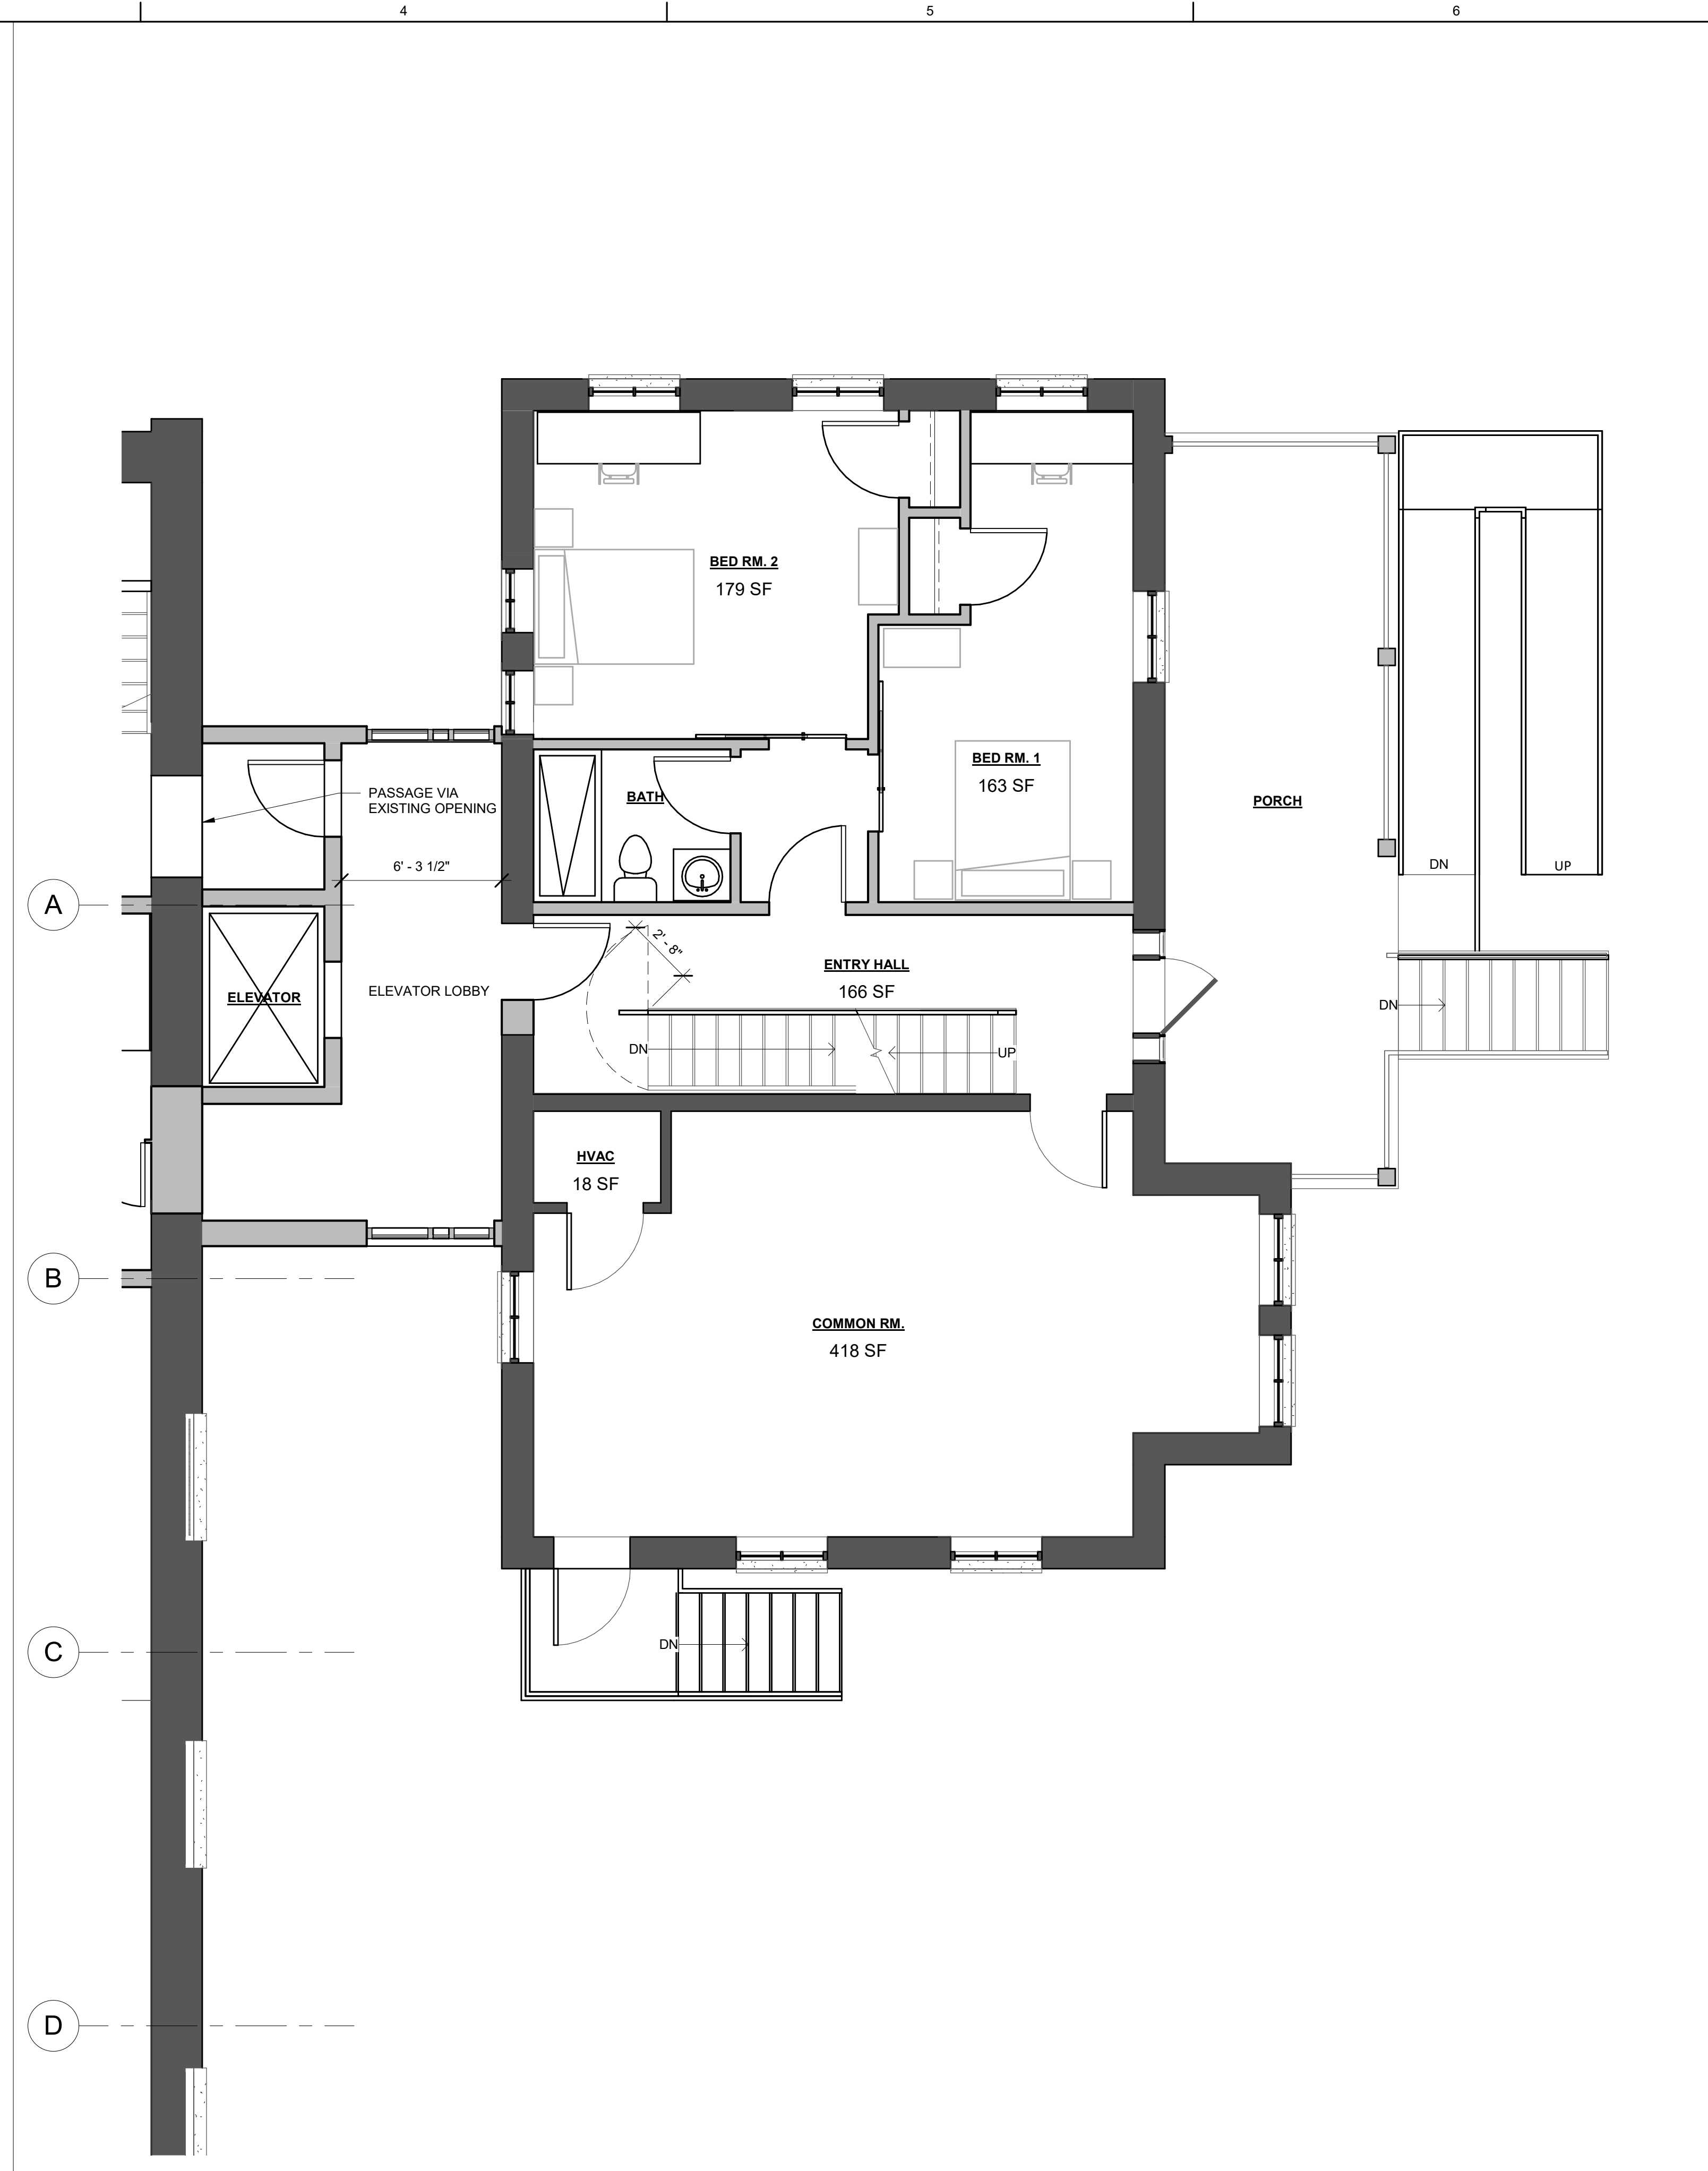 4
5
6
BED RM. 2
179 SF
BED RM. 1
163 SF
PASSAGE VIA
EXISTING OPENING
BATH
PORCH
6' - 3 1/2"
DN
UP
A
2' - 8"
ENTRY HALL
166 SF
ELEVATOR
ELEVATOR LOBBY
DN
DN
UP
HVAC
18 SF
B
COMMON RM.
418 SF
DN
C
D